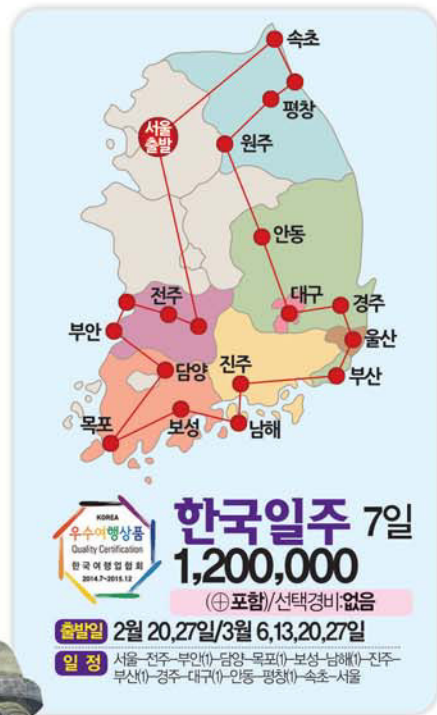 속초
평창
서울
출발
원주
안동
대구
경주
전주
울산
부안
부산
담양
진주
목포
보성
남해
KOREA
우수여행상품
Quality Certification
한국여행업협회
2014.7~2015.12
한국일주 7일
1,200,000
(㊉포함)/선택경비:없음
출발일 2월 20,27일/3월 6,13,20,27일
일 정 서울-전주-부안(1)-담양-목포(1)-보성-남해(1)-진주-
부산(1)-경주-대구(1)-안동-평창(1)-속초-서울